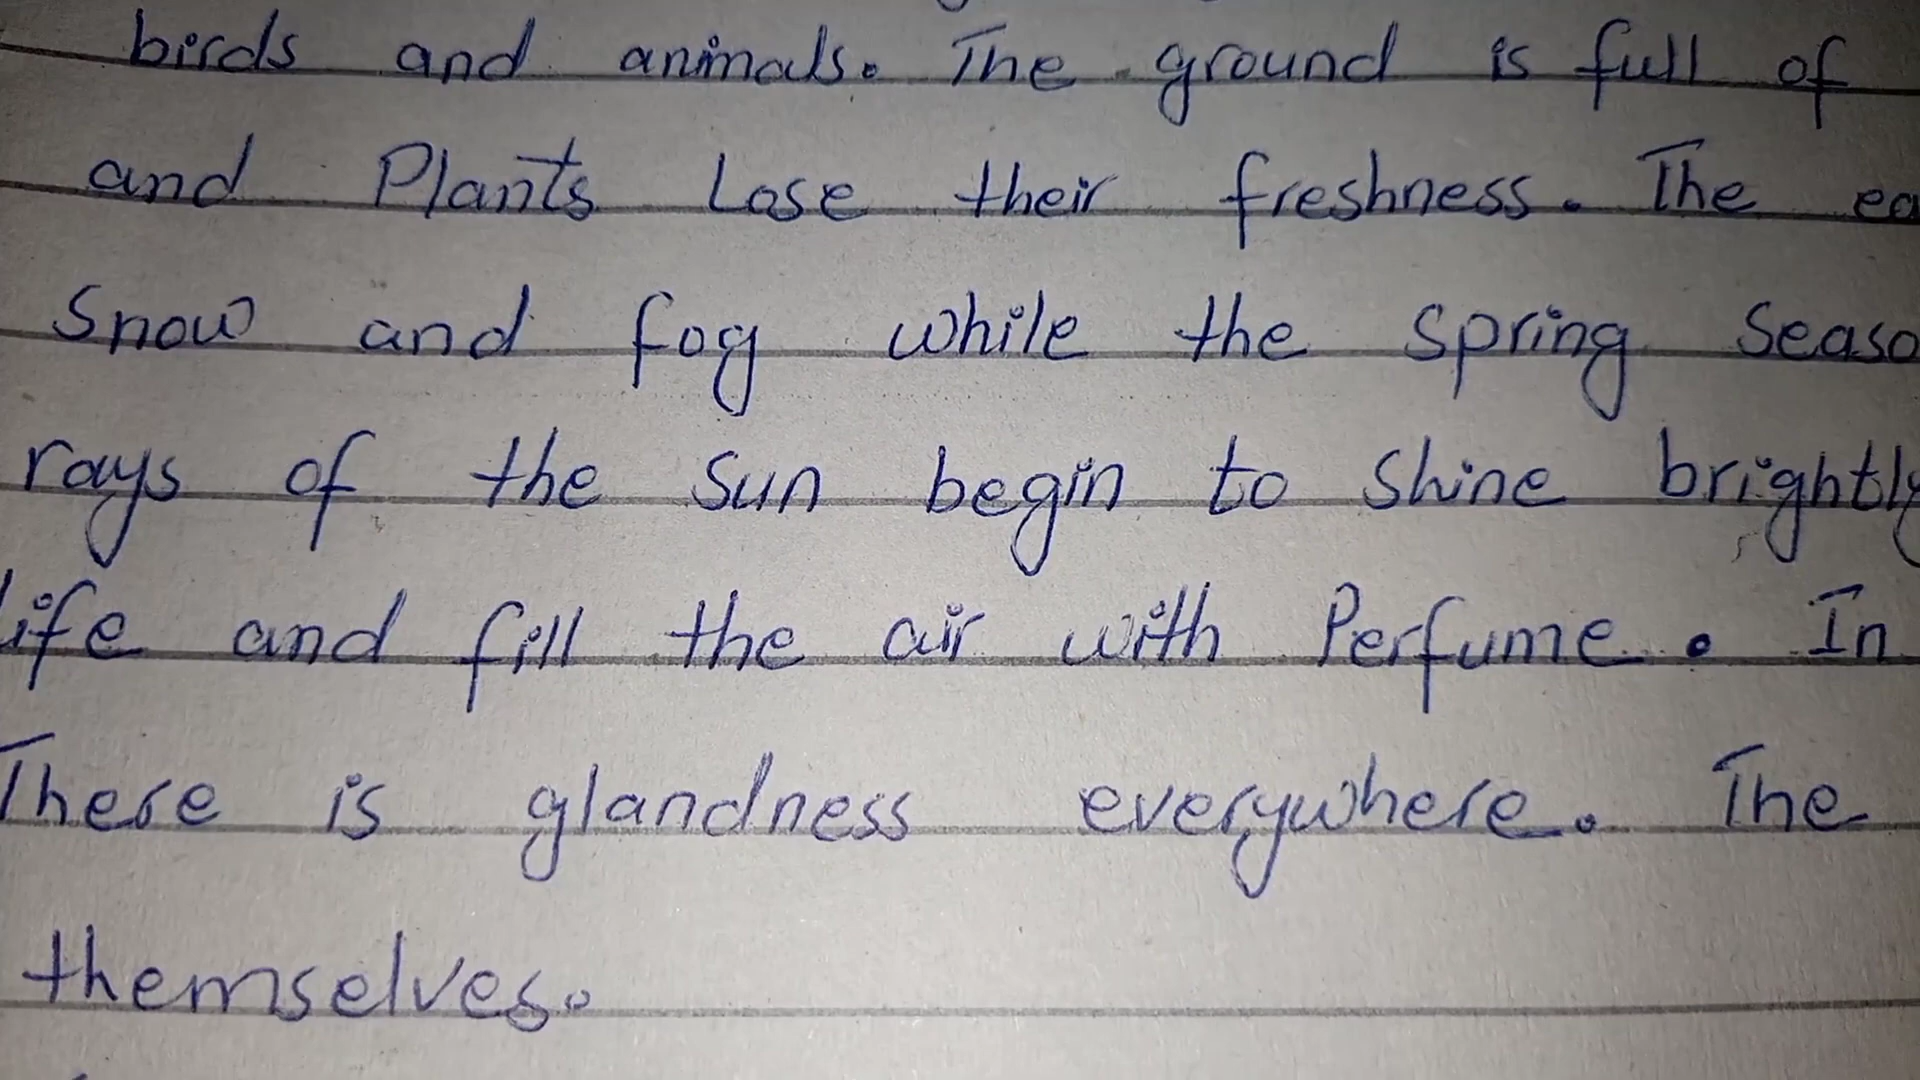 birds and animals. The ground is full of
and Plants Lose their freshness. The
Snow and fog while the spring
rays of the Sun begin to Shine brightly
life and fill the air with Perfume. In
There is glandness everywhere. The
themselves.